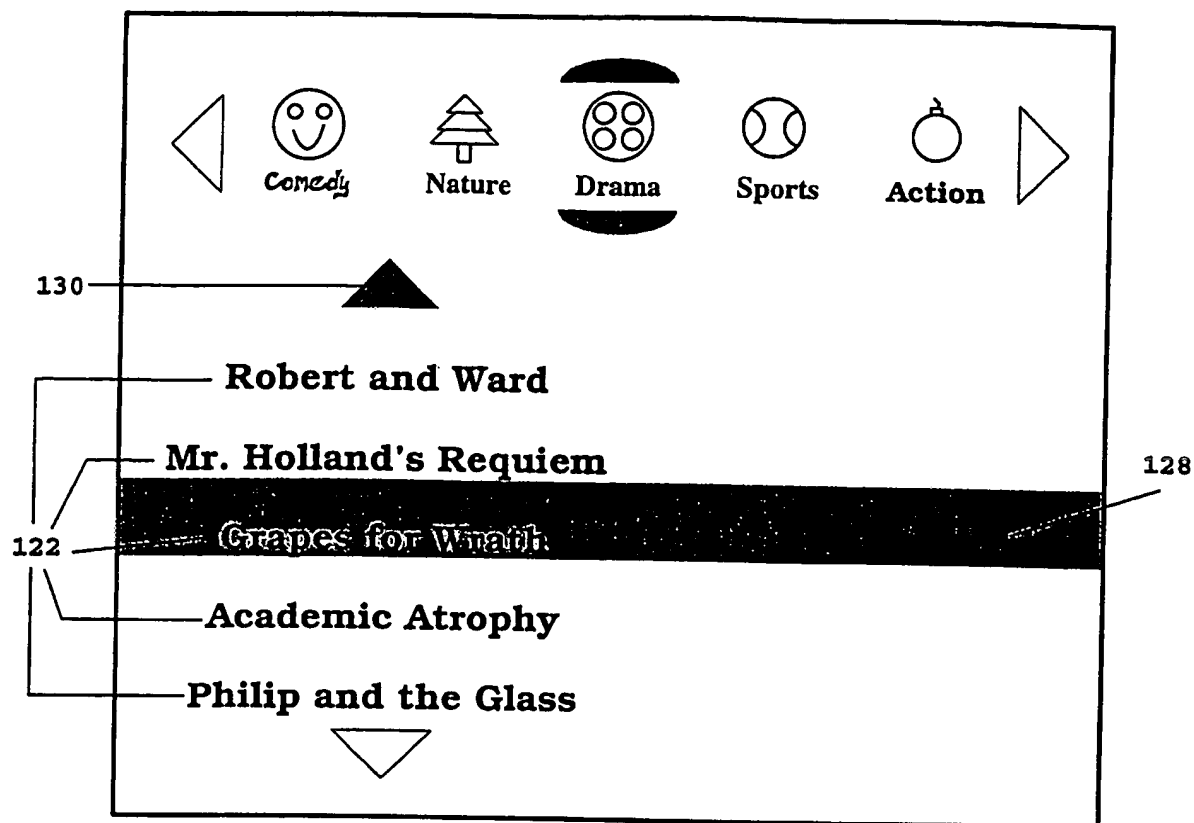 Comedy Nature Drama Sports Action
130
Robert and Ward
Mr. Holland's Requiem
128
122 Grapes for Wrath
Academic Atrophy
Philip and the Glass